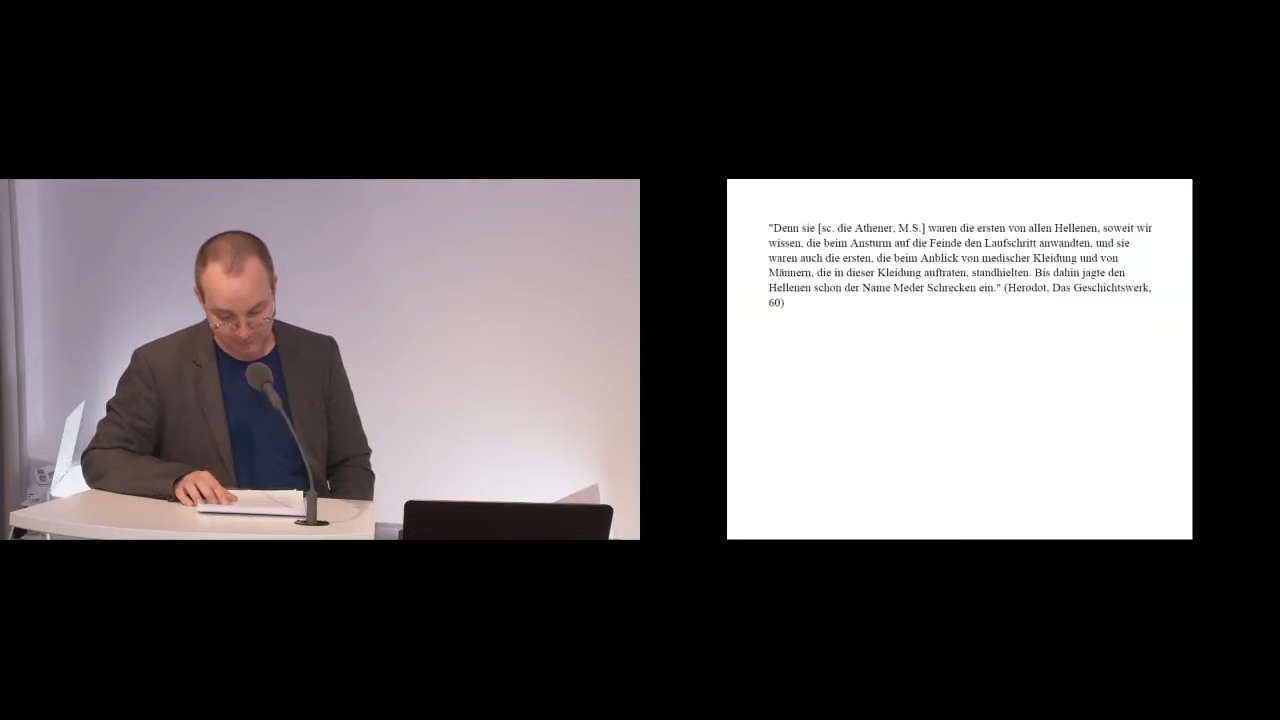 "Denn sie [sc. die Athener, M.S.] waren die ersten von allen Hellenen, soweit wir
wissen, die beim Ansturm auf die Feinde den Laufschritt anwandten, und sie
waren auch die ersten, die beim Anblick von medischer Kleidung und von
Männern, die in dieser Kleidung auftraten, standhielten. Bis dahin jagte den
Hellenen schon der Name Meder Schrecken ein." (Herodot, Das Geschichtswerk,
60)